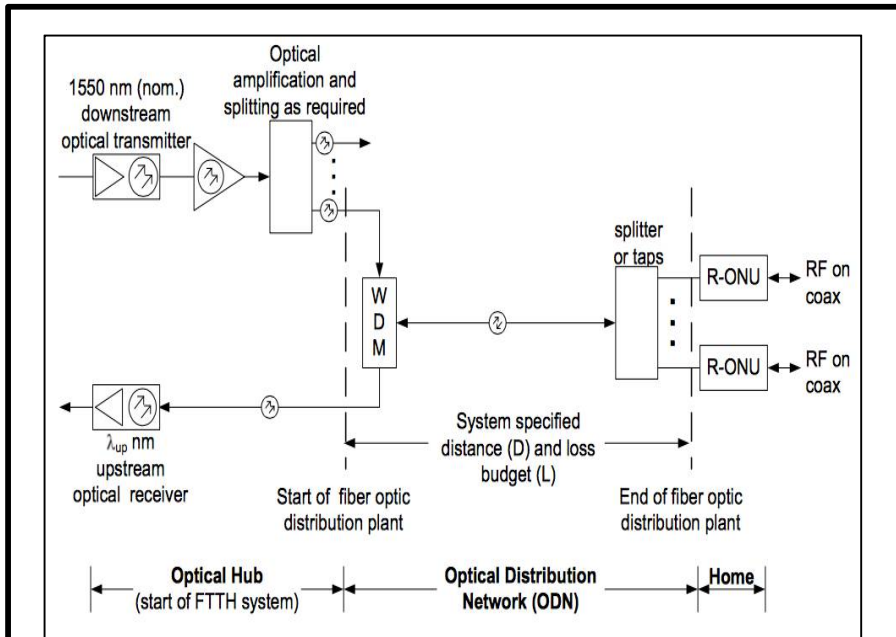 Optical
amplification and
splitting as required
1550 nm (nom.)
downstream
optical transmitter
splitter
or taps
W
D
M
R-ONU
RF on
coax
R-ONU
RF on
coax
λup nm
upstream
optical receiver
System specified
distance (D) and loss
budget (L)
Start of fiber optic
distribution plant
End of fiber optic
distribution plant
Optical Hub
(start of FTTH system)
Optical Distribution
Network (ODN)
Home